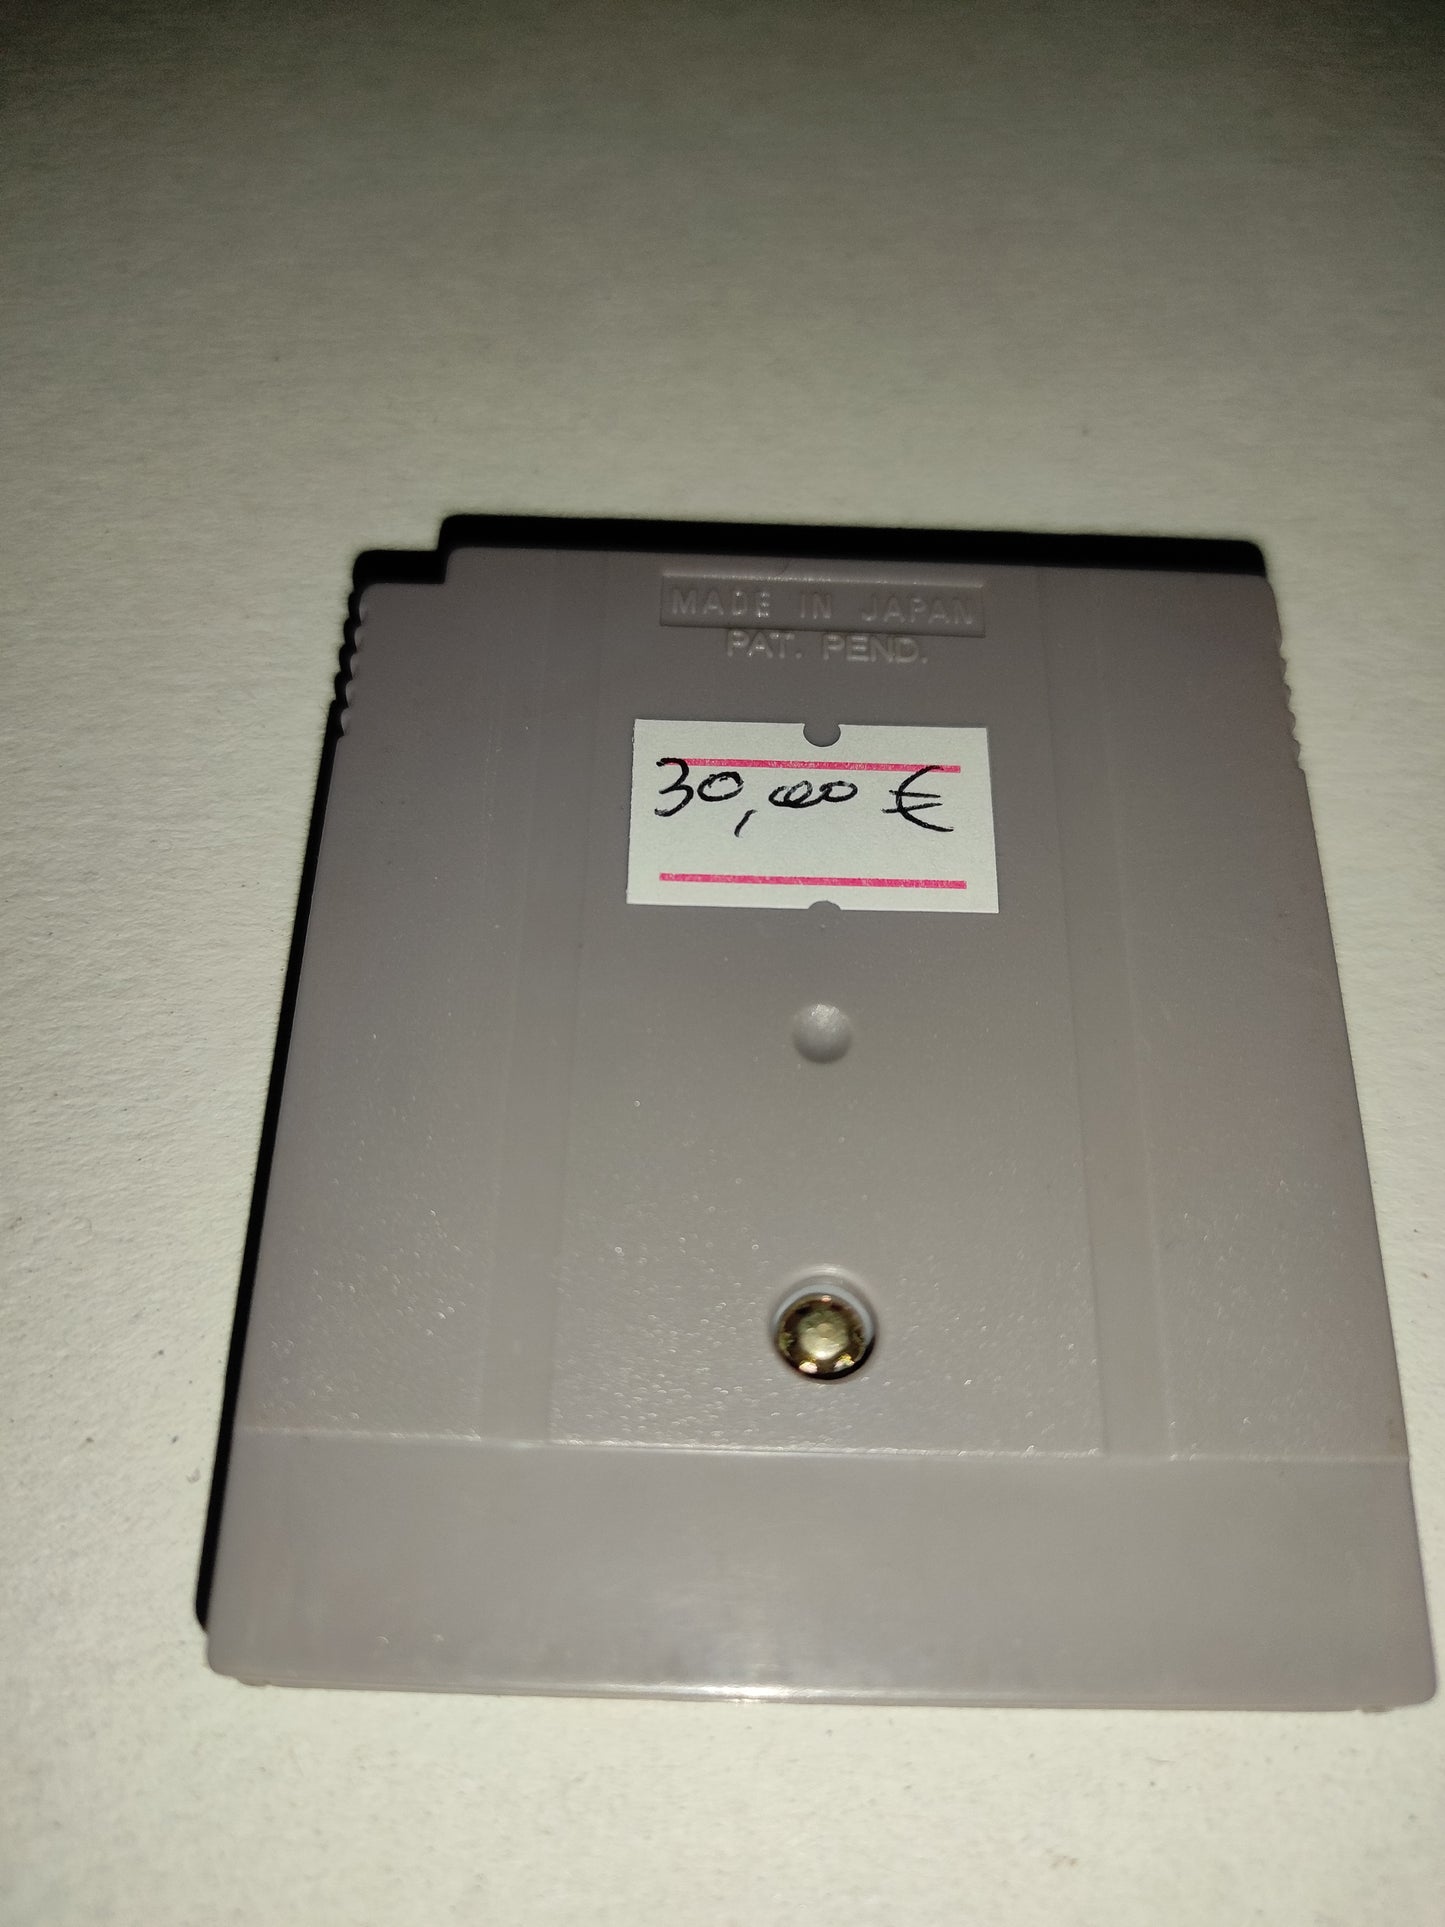 MADE IN JAPAN
PAT. PEND.
30,00 €